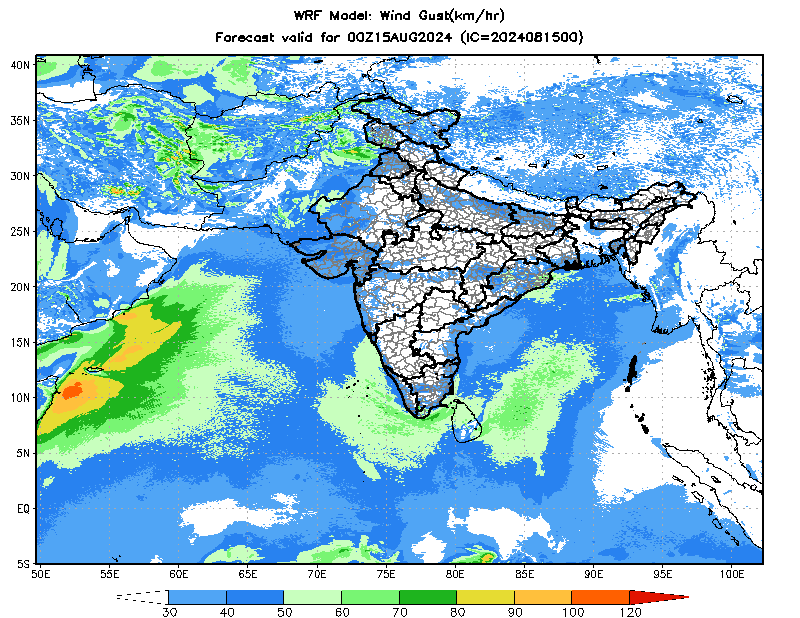 WRF Model: Wind Gust(km/hr)
Forecast valid for 00Z15AUG2024 (IC=2024081500)
40N
35N
30N
25N
20N
15N
10N
5N
EQ
5S
50E 55E 60E 65E 70E 75E 80E 85E 90E 95E 100E
30 40 50 60 70 80 90 100 120